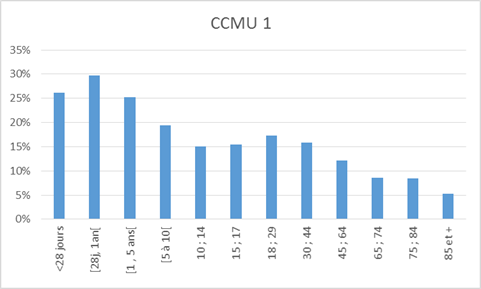 CCMU 1
35%
30%
25%
20%
15%
10%
5%
0%
<28 jours
[28j, 1an[
[1 , 5 ans[
[5 à 10[
10 ; 14
15 ; 17
18 ; 29
30 ; 44
45 ; 64
65 ; 74
75 ; 84
85 et +